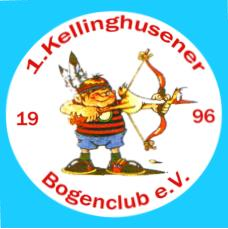 1. Kellinghusener
19 96
Bogenclub e.V.